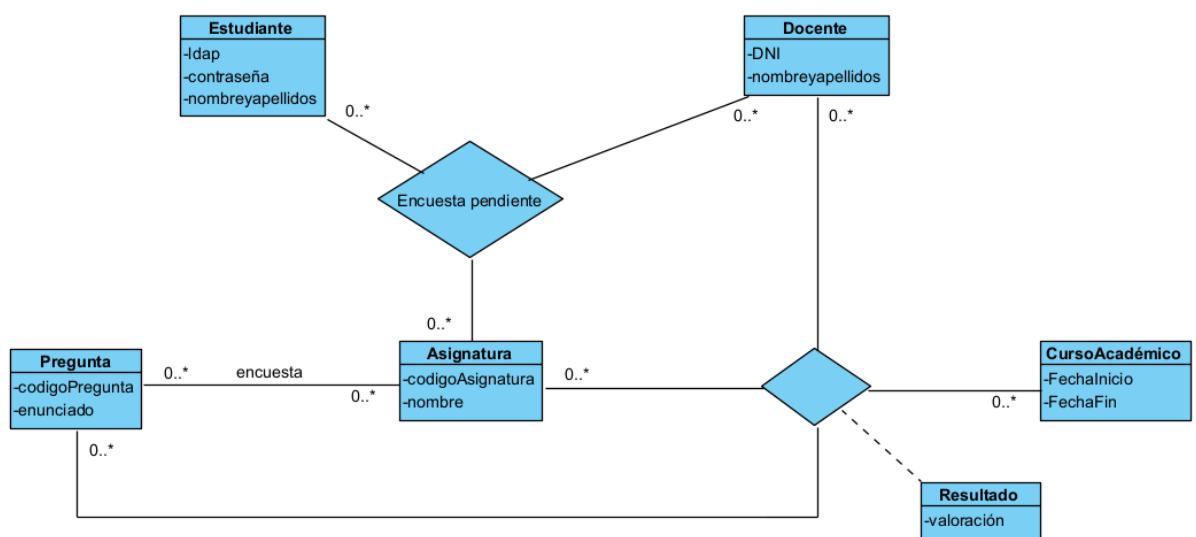 Estudiante
-ldap
-contraseña
-nombreyapellidos
Docente
-DNI
-nombreyapellidos
0..*
0..*
0..*
Encuesta pendiente
0..*
Pregunta
-codigoPregunta
-enunciado
0..*
encuesta
0..*
Asignatura
-codigoAsignatura
-nombre
0..*
CursoAcadémico
-FechaInicio
-FechaFin
0..*
0..*
Resultado
-valoración